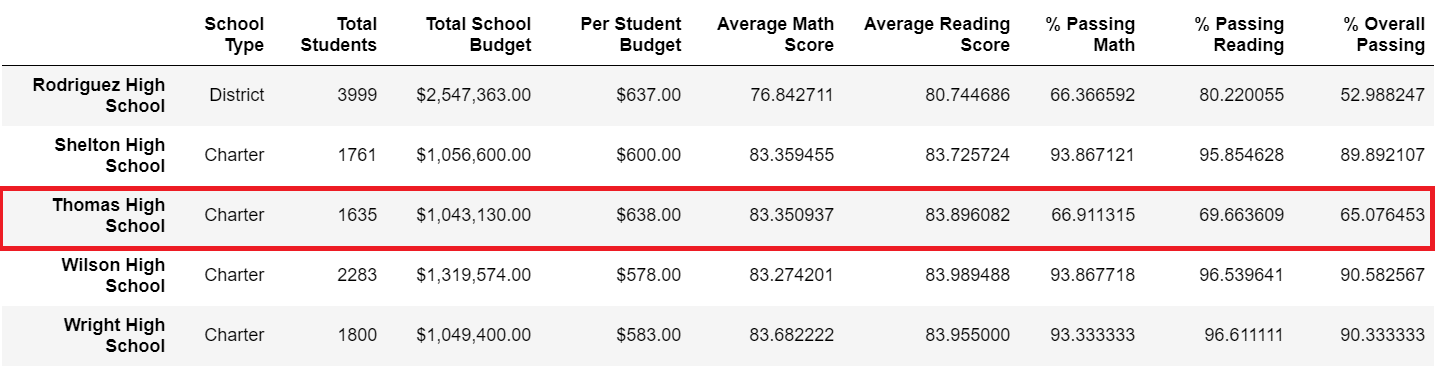 School Type Total Students Total School Budget Per Student Budget Average Math Score Average Reading Score % Passing Math % Passing Reading % Overall Passing
Rodriguez High School District 3999 $2,547,363.00 $637.00 76.842711 80.744686 66.366592 80.220055 52.988247
Shelton High School Charter 1761 $1,056,600.00 $600.00 83.359455 83.725724 93.867121 95.854628 89.892107
Thomas High School Charter 1635 $1,043,130.00 $638.00 83.350937 83.896082 66.911315 69.663609 65.076453
Wilson High School Charter 2283 $1,319,574.00 $578.00 83.274201 83.989488 93.867718 96.539641 90.582567
Wright High School Charter 1800 $1,049,400.00 $583.00 83.682222 83.955000 93.333333 96.611111 90.333333